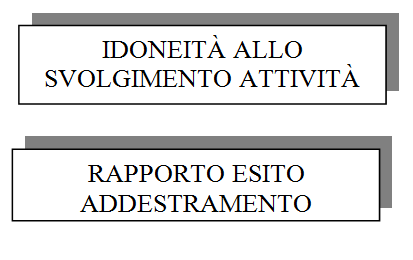 IDONEITÀ ALLO
SVOLGIMENTO ATTIVITÀ
RAPPORTO ESITO
ADDESTRAMENTO